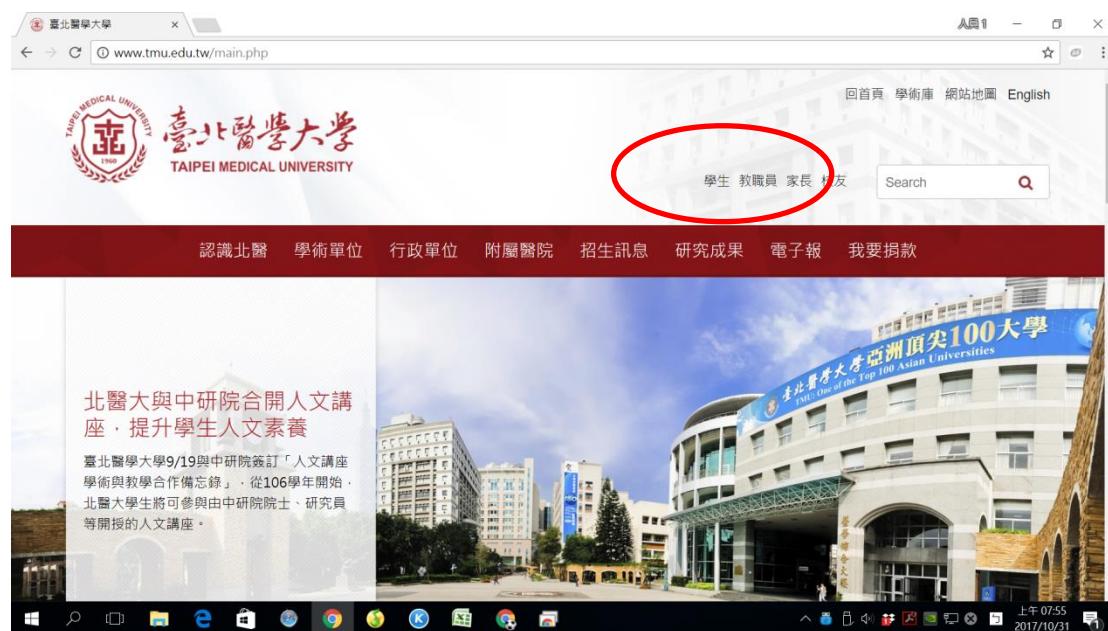 臺北醫學大學
人員1
www.tmu.edu.tw/main.php
回首頁 學術庫 網站地圖 English
TAIPEI MEDICAL UNIVERSITY
1960
臺北醫學大學
TAIPEI MEDICAL UNIVERSITY
學生 教職員 家長 校友
Search
認識北醫 學術單位 行政單位 附屬醫院 招生訊息 研究成果 電子報 我要捐款
臺北醫學大學 亞洲頂尖100大學
TMU: One of the Top 100 Asian Universities
北醫大與中研院合開人文講
座，提升學生人文素養
臺北醫學大學9/19與中研院簽訂「人文講座
學術與教學合作備忘錄」，從106學年開始，
北醫大學生將可參與由中研院院士、研究員
等開授的人文講座。
上午 07:55
2017/10/31